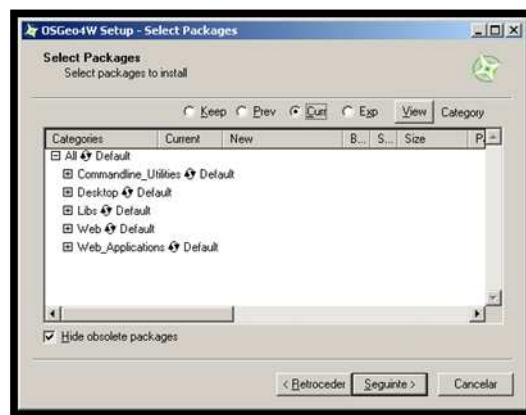 OSGeo4W Setup - Select Packages
Select Packages
Select packages to install
Keep Prev Curr Exp View Category
Categories Current New B... S... Size P
All Default
Commandline_Utilities Default
Desktop Default
Libs Default
Web Default
Web_Applications Default
Hide obsolete packages
< Retroceder Seguinte > Cancelar